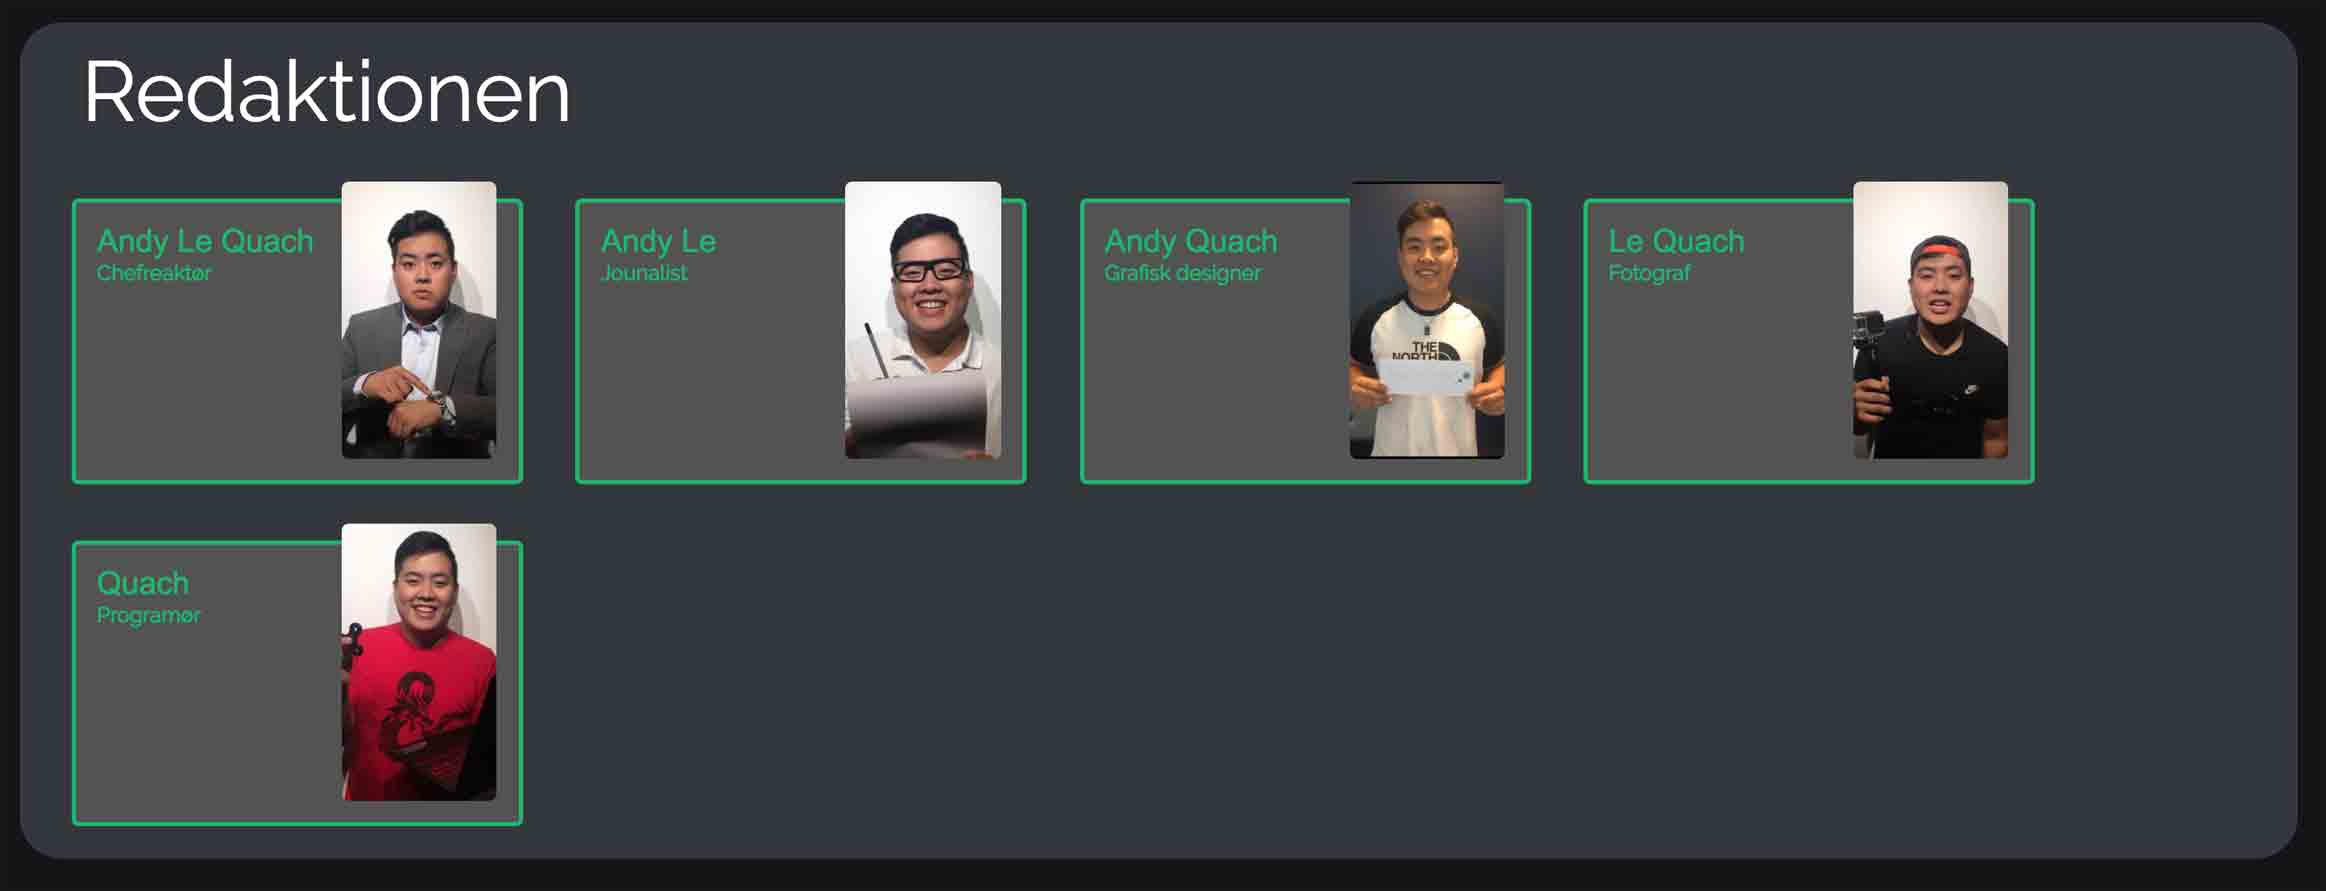 Redaktionen
Andy Le Quach
Chefreaktør
Andy Le
Jounalist
Andy Quach
Grafisk designer
Le Quach
Fotograf
THE
NORTH
Quach
Programør